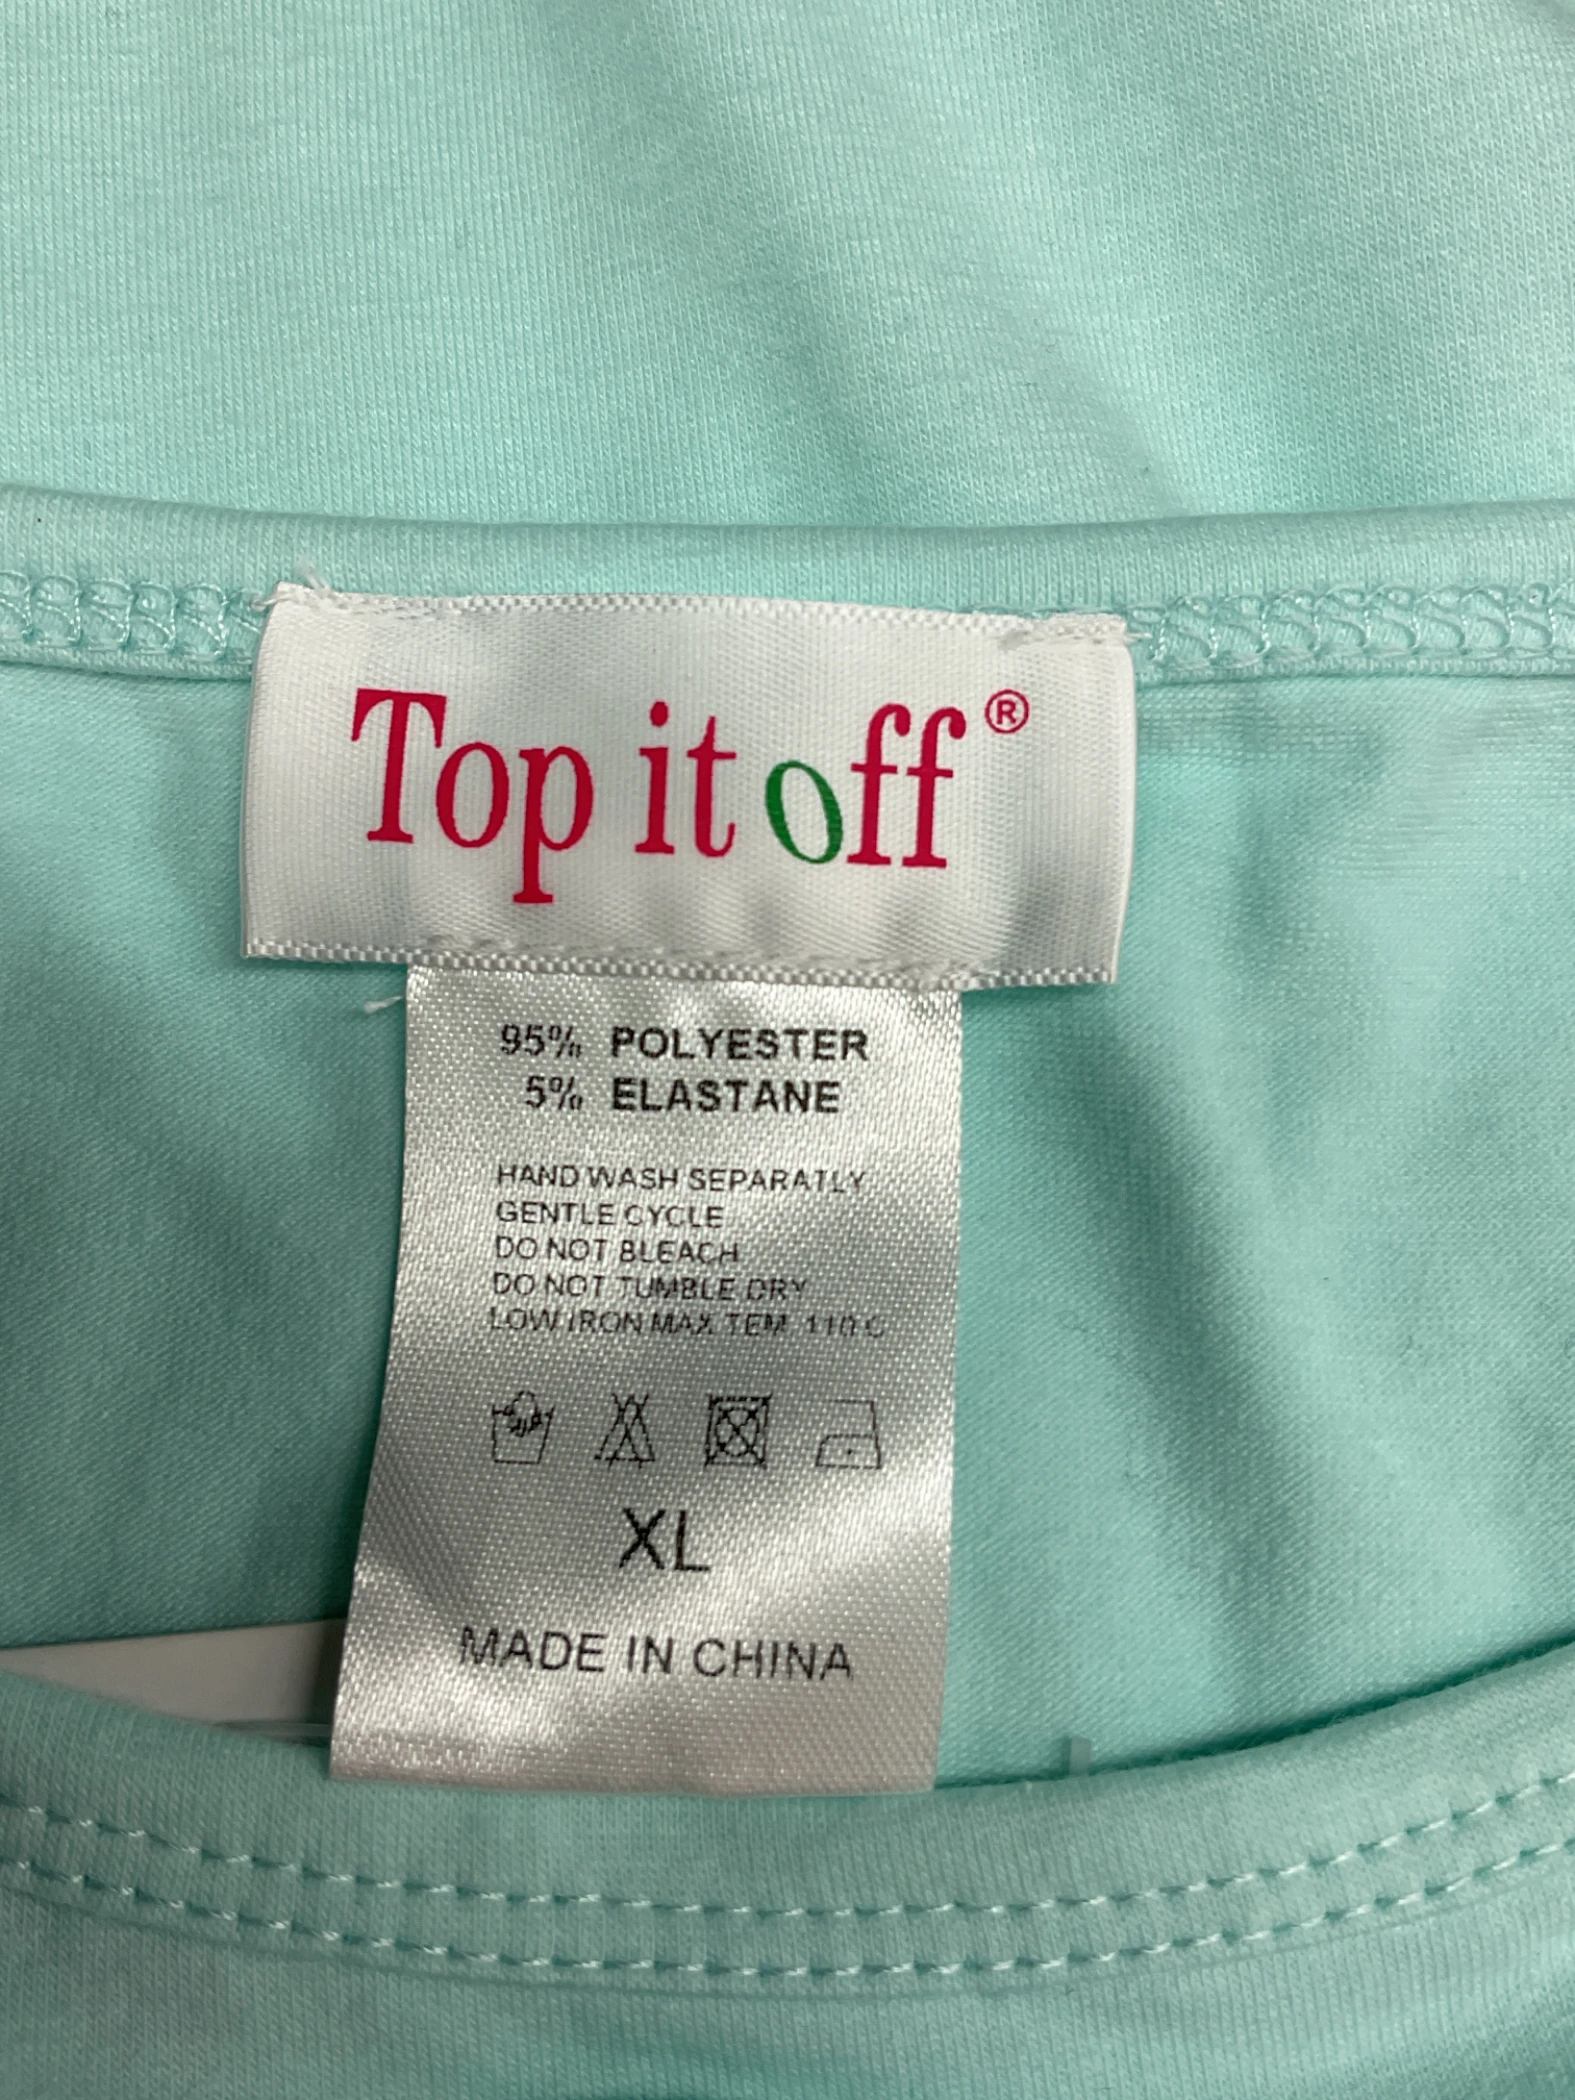 Top it off®
95% POLYESTER
5% ELASTANE
HAND WASH SEPARATLY
GENTLE CYCLE
DO NOT BLEACH
DO NOT TUMBLE DRY
LOW IRON MAX TEM 110 C
XL
MADE IN CHINA